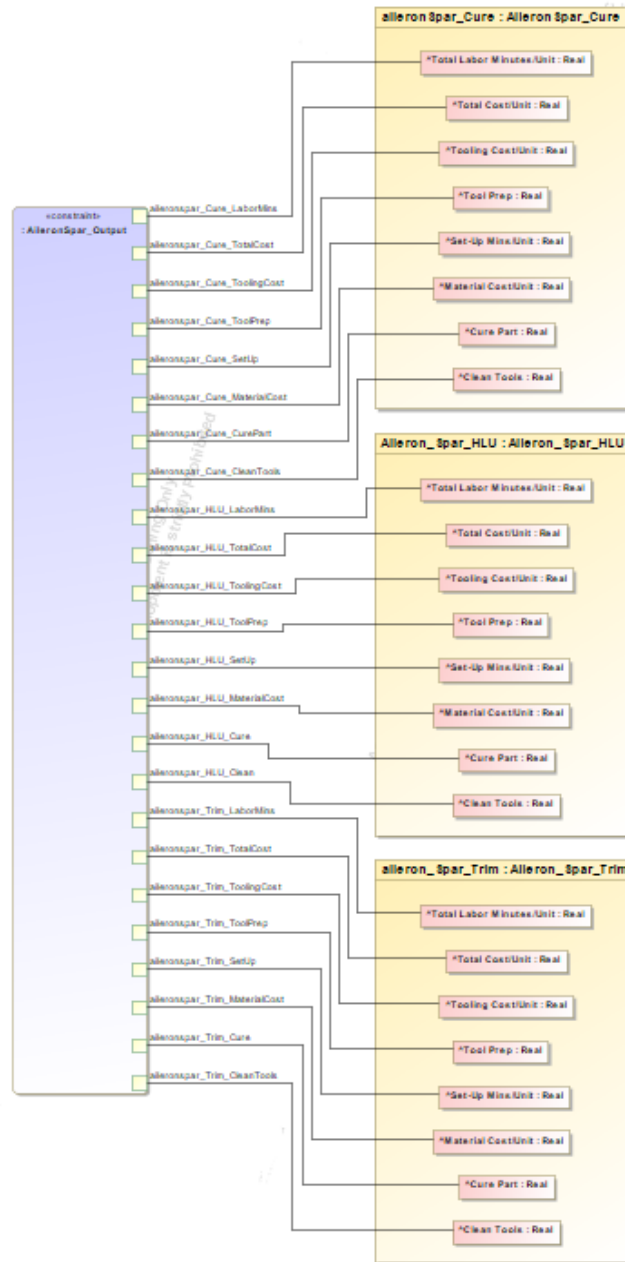 aileronSpar_Cure : AileronSpar_Cure
^Total Labor Minutes/Unit : Real
^Total Cost/Unit : Real
^Tooling Cost/Unit : Real
^Tool Prep : Real
^Set-Up Mins/Unit : Real
^Material Cost/Unit : Real
^Cure Part : Real
^Clean Tools : Real
«constraint»
: AileronSpar_Output
aileronspar_Cure_LaborMins
aileronspar_Cure_TotalCost
aileronspar_Cure_ToolingCost
aileronspar_Cure_ToolPrep
aileronspar_Cure_SetUp
aileronspar_Cure_MaterialCost
aileronspar_Cure_CurePart
aileronspar_Cure_CleanTools
aileronspar_HLU_LaborMins
aileronspar_HLU_TotalCost
aileronspar_HLU_ToolingCost
aileronspar_HLU_ToolPrep
aileronspar_HLU_SetUp
aileronspar_HLU_MaterialCost
aileronspar_HLU_Cure
aileronspar_HLU_Clean
aileronspar_Trim_LaborMins
aileronspar_Trim_TotalCost
aileronspar_Trim_ToolingCost
aileronspar_Trim_ToolPrep
aileronspar_Trim_SetUp
aileronspar_Trim_MaterialCost
aileronspar_Trim_Cure
aileronspar_Trim_CleanTools
Aileron_Spar_HLU : Aileron_Spar_HLU
^Total Labor Minutes/Unit : Real
^Total Cost/Unit : Real
^Tooling Cost/Unit : Real
^Tool Prep : Real
^Set-Up Mins/Unit : Real
^Material Cost/Unit : Real
^Cure Part : Real
^Clean Tools : Real
aileron_Spar_Trim : Aileron_Spar_Trim
^Total Labor Minutes/Unit : Real
^Total Cost/Unit : Real
^Tooling Cost/Unit : Real
^Tool Prep : Real
^Set-Up Mins/Unit : Real
^Material Cost/Unit : Real
^Cure Part : Real
^Clean Tools : Real
Only
prohibited